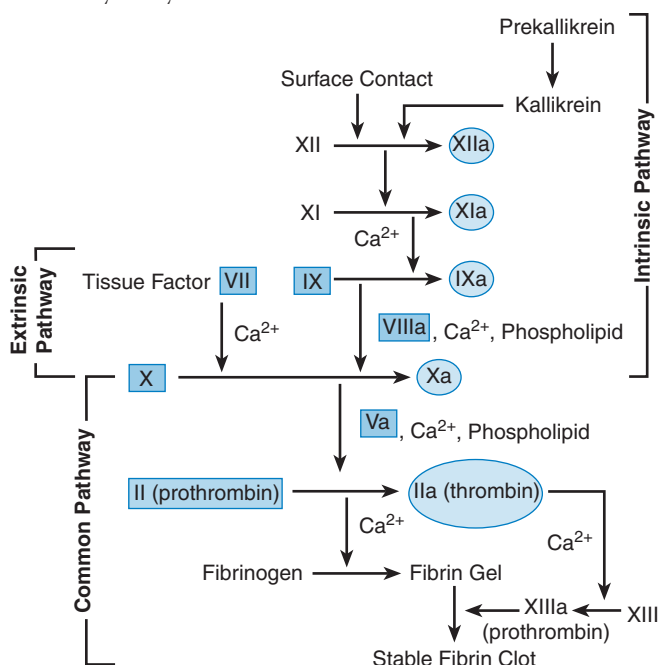 Prekallikrein
Surface Contact
Kallikrein
XII
XIIa
XI
XIa
Ca2+
Intrinsic Pathway
Extrinsic
Pathway
Tissue Factor VII
IX
IXa
Ca2+
VIIIa, Ca2+, Phospholipid
X
Xa
Va, Ca2+, Phospholipid
Common Pathway
II (prothrombin)
IIa (thrombin)
Ca2+
Ca2+
Fibrinogen
Fibrin Gel
XIIIa
(prothrombin)
XIII
Stable Fibrin Clot